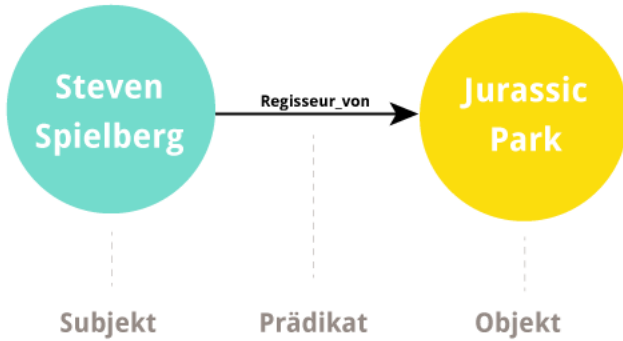 Steven
Spielberg
Regisseur_von
Jurassic
Park
Subjekt
Prädikat
Objekt